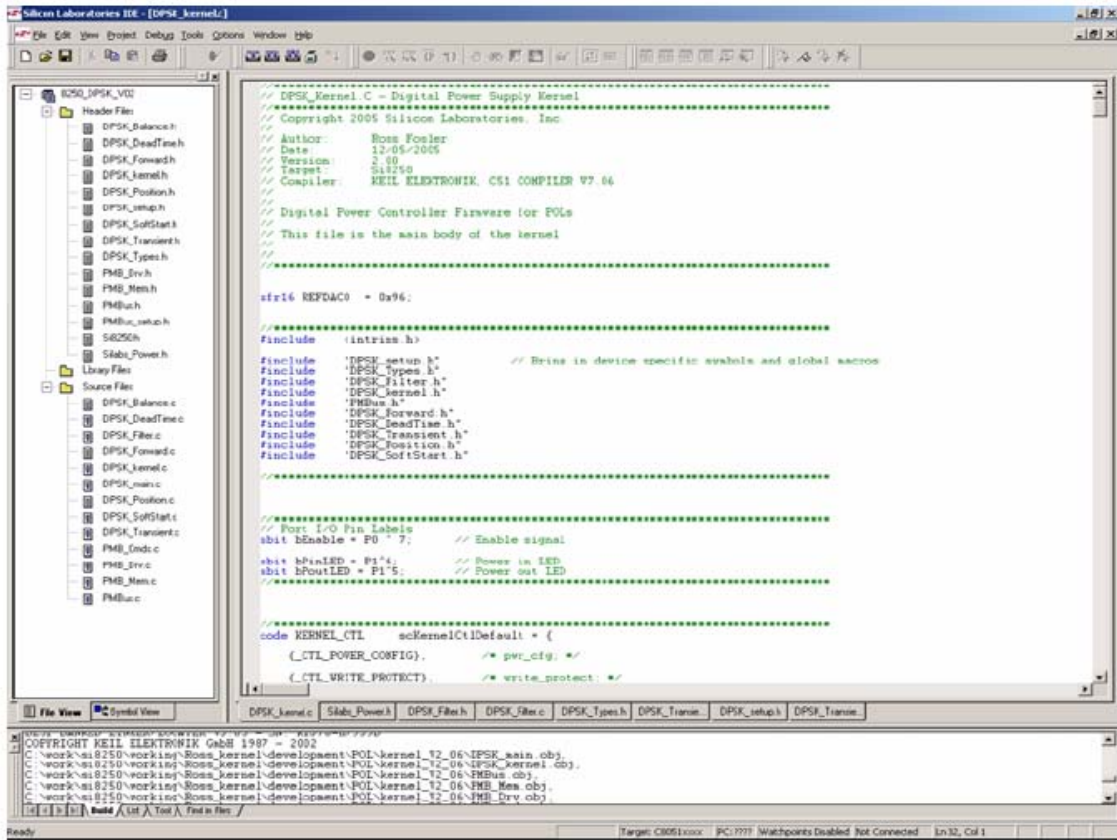 Silicon Laboratories IDE - [DPSK_kernel.c]
File Edit View Project Debug Tools Options Window Help
8250_DPSK_V02
Header Files
DPSK_Balance.h
DPSK_DeadTime.h
DPSK_Forward.h
DPSK_kernel.h
DPSK_Position.h
DPSK_setup.h
DPSK_SoftStart.h
DPSK_Transient.h
DPSK_Types.h
PMB_Drv.h
PMB_Mem.h
PMBus.h
PMBus_setup.h
Si8250.h
Silabs_Power.h
Library Files
Source Files
DPSK_Balance.c
DPSK_DeadTime.c
DPSK_Filter.c
DPSK_Forward.c
DPSK_kernel.c
DPSK_main.c
DPSK_Position.c
DPSK_SoftStart.c
DPSK_Transient.c
PMB_Cmds.c
PMB_Drv.c
PMB_Mem.c
PMBus.c
File View Symbol View
// DPSK_Kernel.C - Digital Power Supply Kernel
// Copyright 2005 Silicon Laboratories, Inc.
//
// Author: Ross Fosler
// Date: 12/05/2005
// Version: 2.00
// Target: Si8250
// Compiler: KEIL ELEKTRONIK, C51 COMPILER V7.06
//
//
// Digital Power Controller Firmware for POLs
//
// This file is the main body of the kernel
//
//
sfr16 REFDAC0 = 0x96;
#include <intrins.h>
#include "DPSK_setup.h" // Brins in device specific symbols and global macros
#include "DPSK_Types.h"
#include "DPSK_Filter.h"
#include "DPSK_kernel.h"
#include "PMBus.h"
#include "DPSK_Forward.h"
#include "DPSK_DeadTime.h"
#include "DPSK_Transient.h"
#include "DPSK_Position.h"
#include "DPSK_SoftStart.h"
// Port I/O Pin Labels
sbit bEnable = P0 ^ 7; // Enable signal
sbit bPinLED = P1^4; // Power in LED
sbit bPoutLED = P1^5; // Power out LED
code KERNEL_CTL scKernelCtlDefault = {
{_CTL_POWER_CONFIG}, /* pwr_cfg; */
{_CTL_WRITE_PROTECT}, /* write_protect; */
DPSK_kernel.c Silabs_Power.h DPSK_Filter.h DPSK_Filter.c DPSK_Types.h DPSK_Transie... DPSK_setup.h DPSK_Transie...
COPYRIGHT KEIL ELEKTRONIK GmbH 1987 - 2002
C:\work\si8250\working\Ross_kernel\development\POL\kernel_V2_06\DPSK_main.obj,
C:\work\si8250\working\Ross_kernel\development\POL\kernel_V2_06\DPSK_kernel.obj,
C:\work\si8250\working\Ross_kernel\development\POL\kernel_V2_06\PMBus.obj,
C:\work\si8250\working\Ross_kernel\development\POL\kernel_V2_06\PMB_Mem.obj,
C:\work\si8250\working\Ross_kernel\development\POL\kernel_V2_06\PMB_Drv.obj,
Build List Tool Find in Files
Ready Target: C8051xxxx PC:???? Watchpoints Disabled Not Connected Ln 32, Col 1